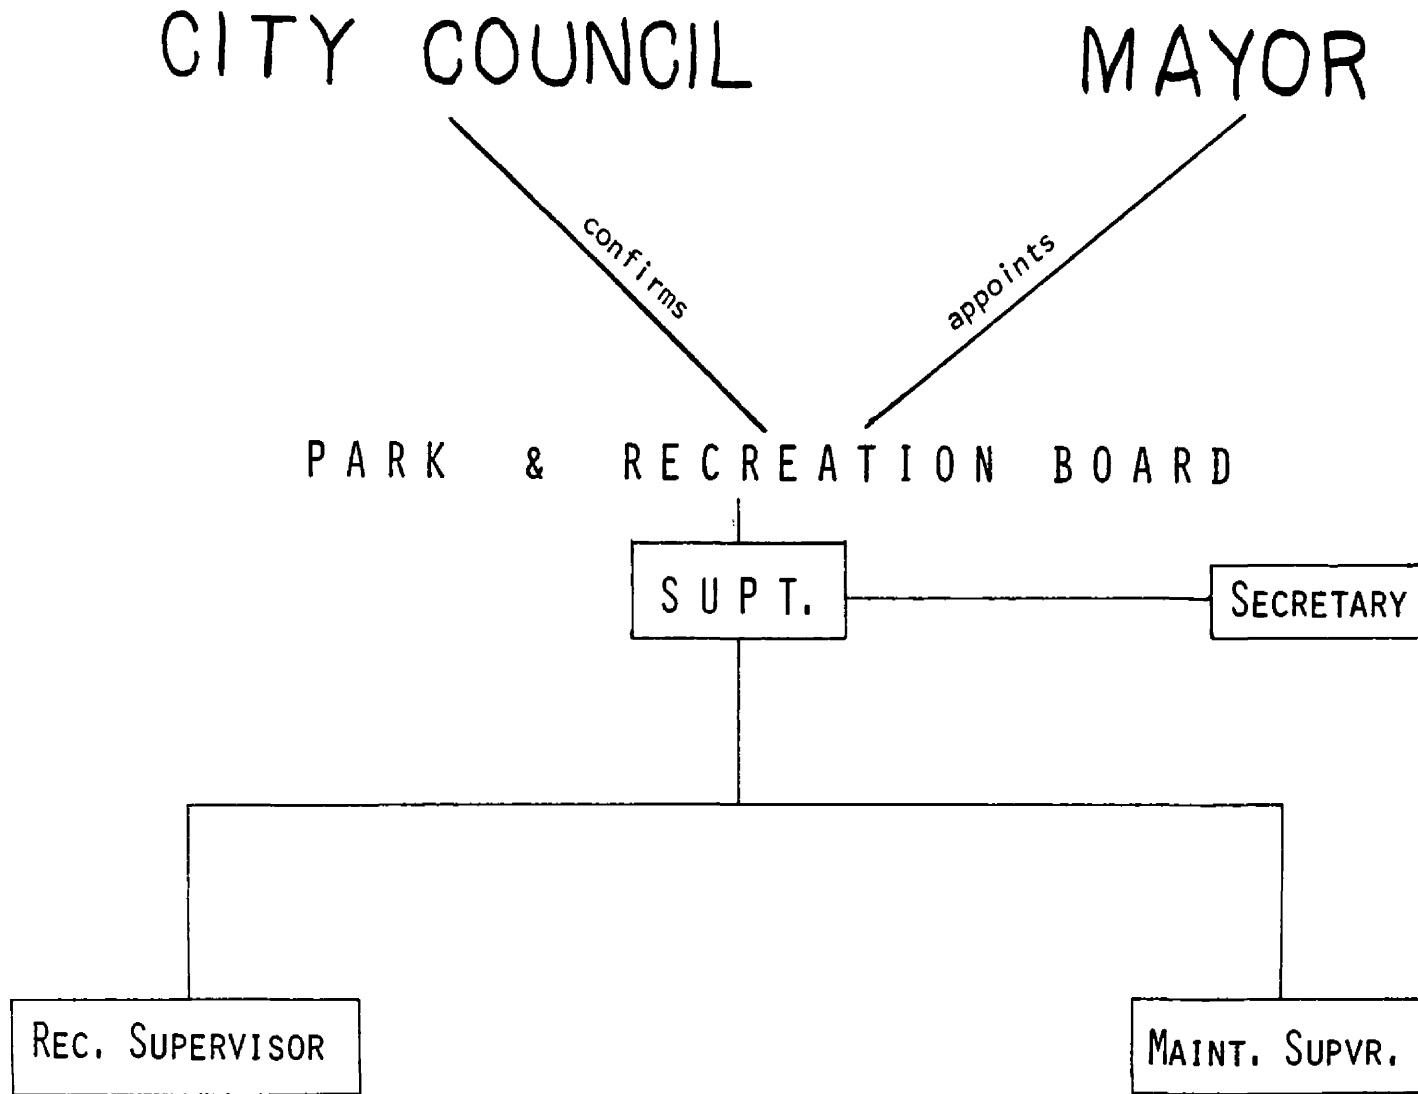 CITY COUNCIL
MAYOR
confirms
appoints
PARK & RECREATION BOARD
SUPT.
SECRETARY
REC. SUPERVISOR
MAINT. SUPVR.